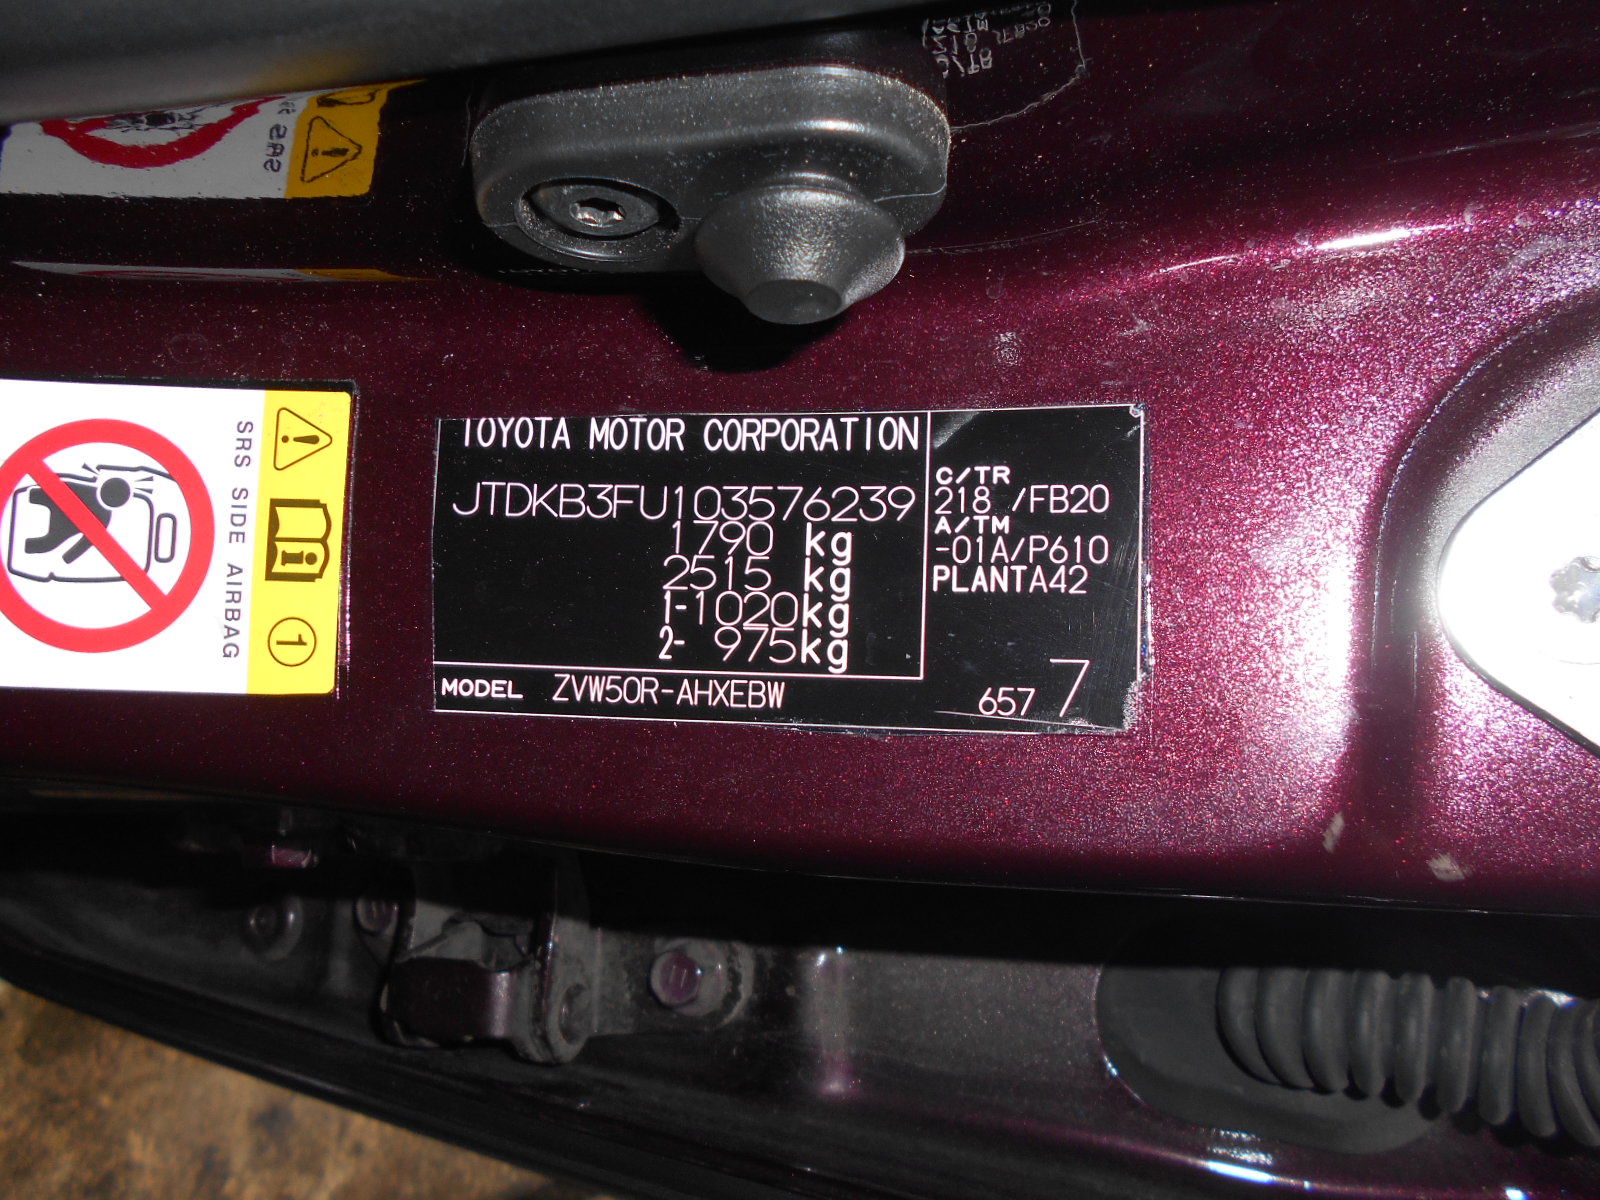 TOYOTA MOTOR CORPORATION
JTDKB3FU103576239
1790 kg
2515 kg
1-1020kg
2- 975kg
MODEL ZVW50R-AHXEBW
C/TR
218 /FB20
A/TM
-01A/P610
PLANTA42
657 7
SRS SIDE AIRBAG
1